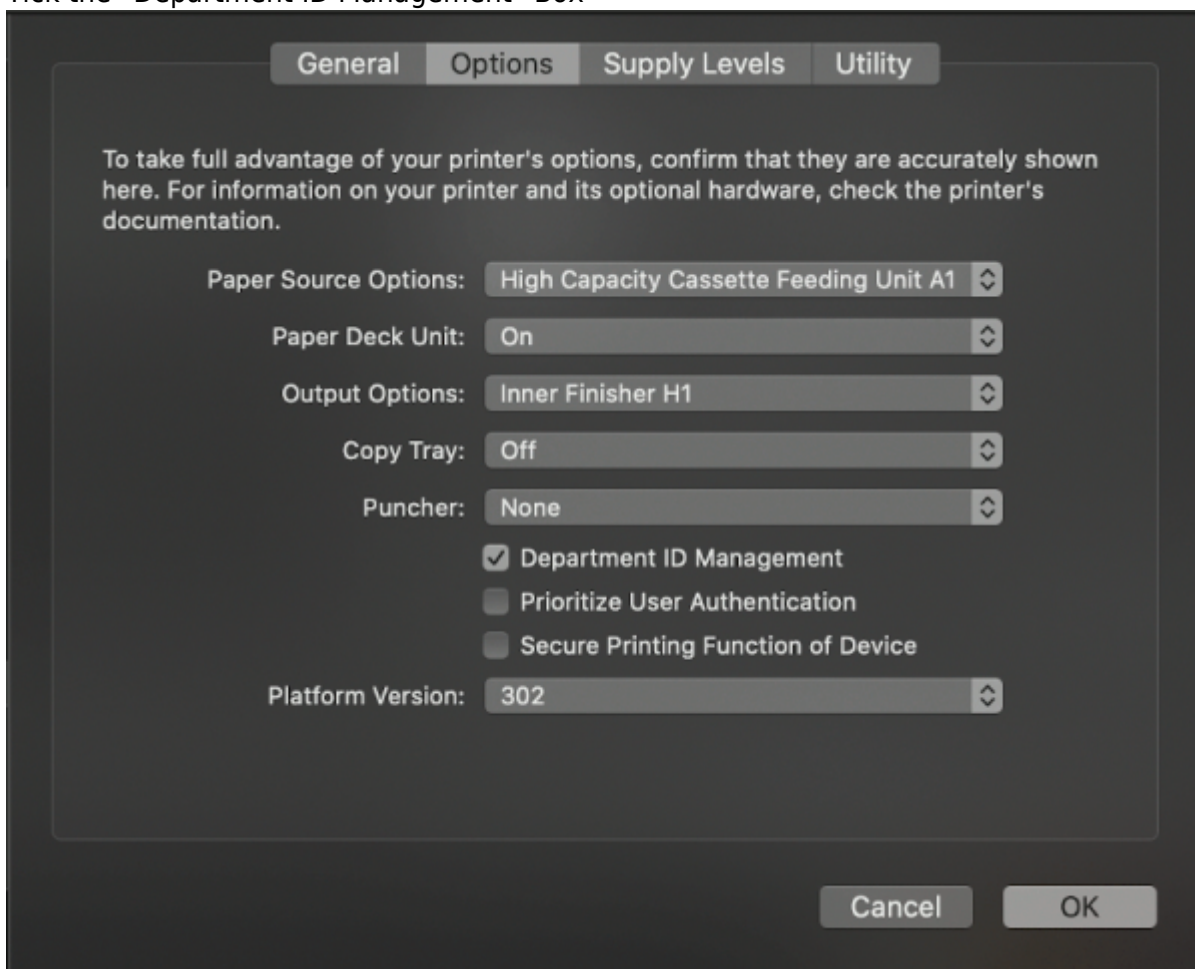 General Options Supply Levels Utility
To take full advantage of your printer's options, confirm that they are accurately shown
here. For information on your printer and its optional hardware, check the printer's
documentation.
Paper Source Options: High Capacity Cassette Feeding Unit A1
Paper Deck Unit: On
Output Options: Inner Finisher H1
Copy Tray: Off
Puncher: None
Department ID Management
Prioritize User Authentication
Secure Printing Function of Device
Platform Version: 302
Cancel OK